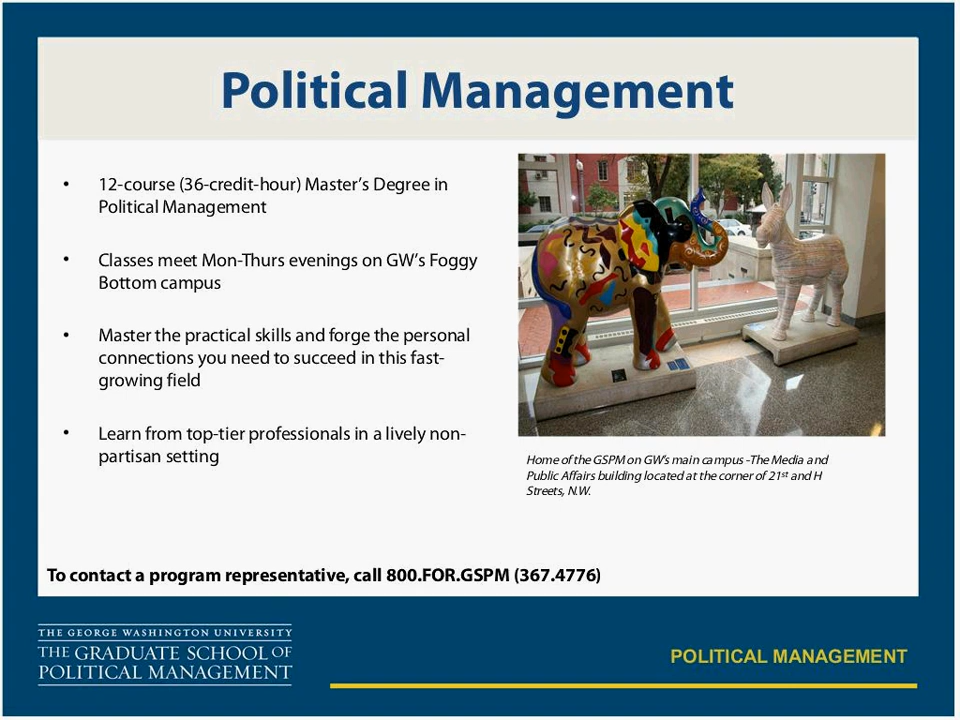 Political Management
• 12-course (36-credit-hour) Master’s Degree in
Political Management
• Classes meet Mon-Thurs evenings on GW’s Foggy
Bottom campus
• Master the practical skills and forge the personal
connections you need to succeed in this fast-
growing field
• Learn from top-tier professionals in a lively non-
partisan setting
Home of the GSPM on GW’s main campus -The Media and
Public Affairs building located at the corner of 21st and H
Streets, N.W.
To contact a program representative, call 800.FOR.GSPM (367.4776)
THE GEORGE WASHINGTON UNIVERSITY
THE GRADUATE SCHOOL OF
POLITICAL MANAGEMENT
POLITICAL MANAGEMENT